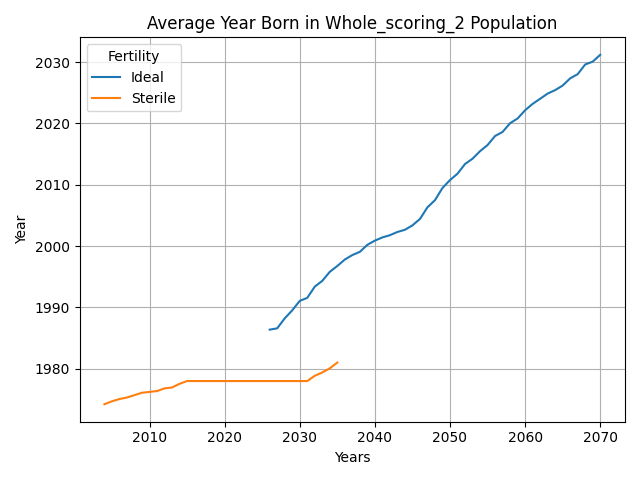 Average Year Born in Whole_scoring_2 Population
Fertility
Ideal
Sterile
Year
2030
2020
2010
2000
1990
1980
2010 2020 2030 2040 2050 2060 2070
Years